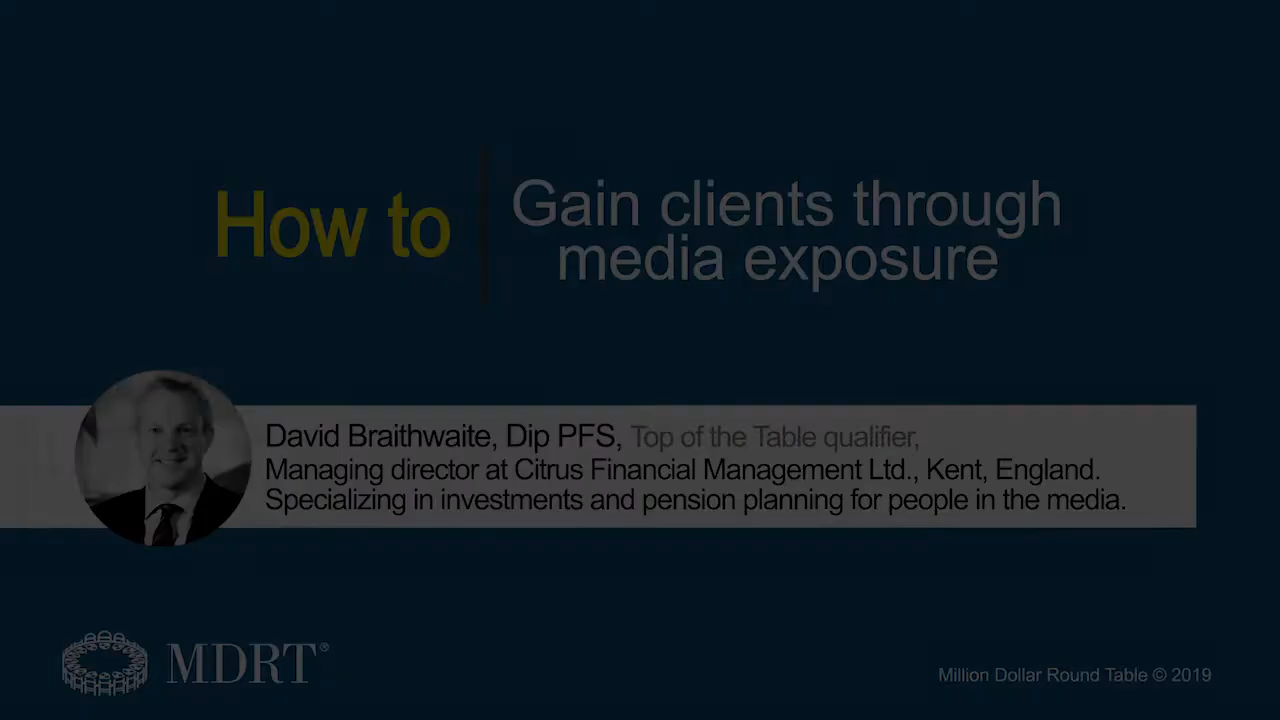 How to
Gain clients through
media exposure
David Braithwaite, Dip PFS, Top of the Table qualifier,
Managing director at Citrus Financial Management Ltd., Kent, England.
Specializing in investments and pension planning for people in the media.
MDRT®
Million Dollar Round Table © 2019